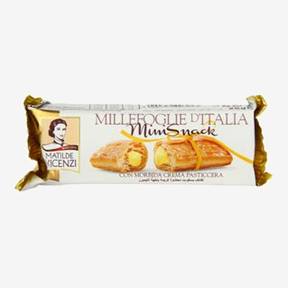 MILLEFOGLIE D'ITALIA
MiniSnack
MATILDE
VICENZI
CON MORBIDA CREMA PASTICCERA